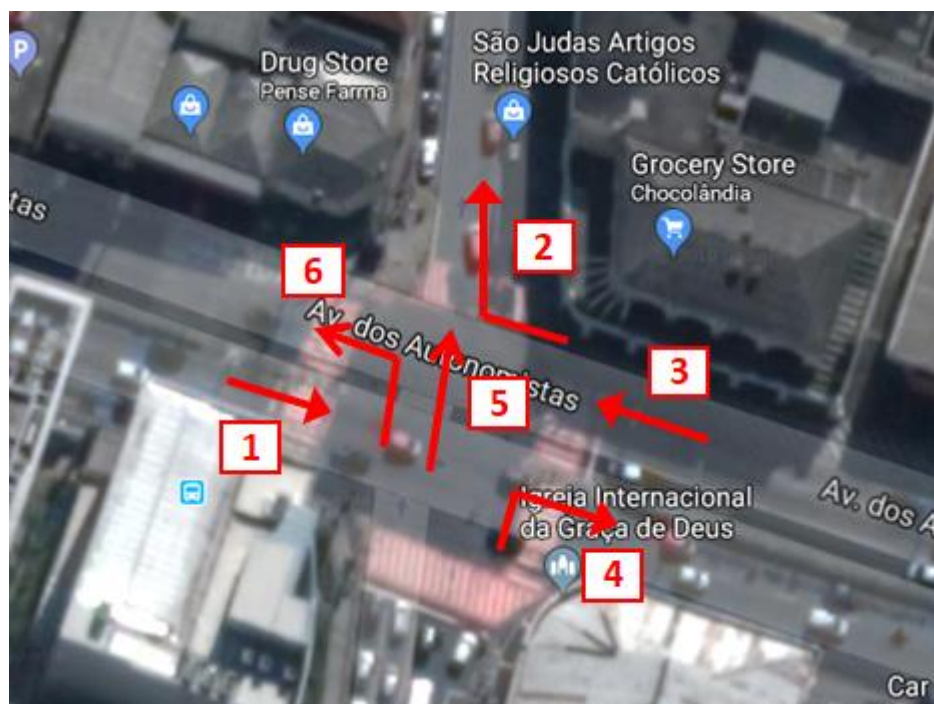 P
Drug Store
Pense Farma
São Judas Artigos
Religiosos Católicos
Grocery Store
Chocolândia
tas
2
6
Av. dos Autonomistas
3
5
1
Igreja Internacional
da Graça de Deus
Av. dos A
4
Car